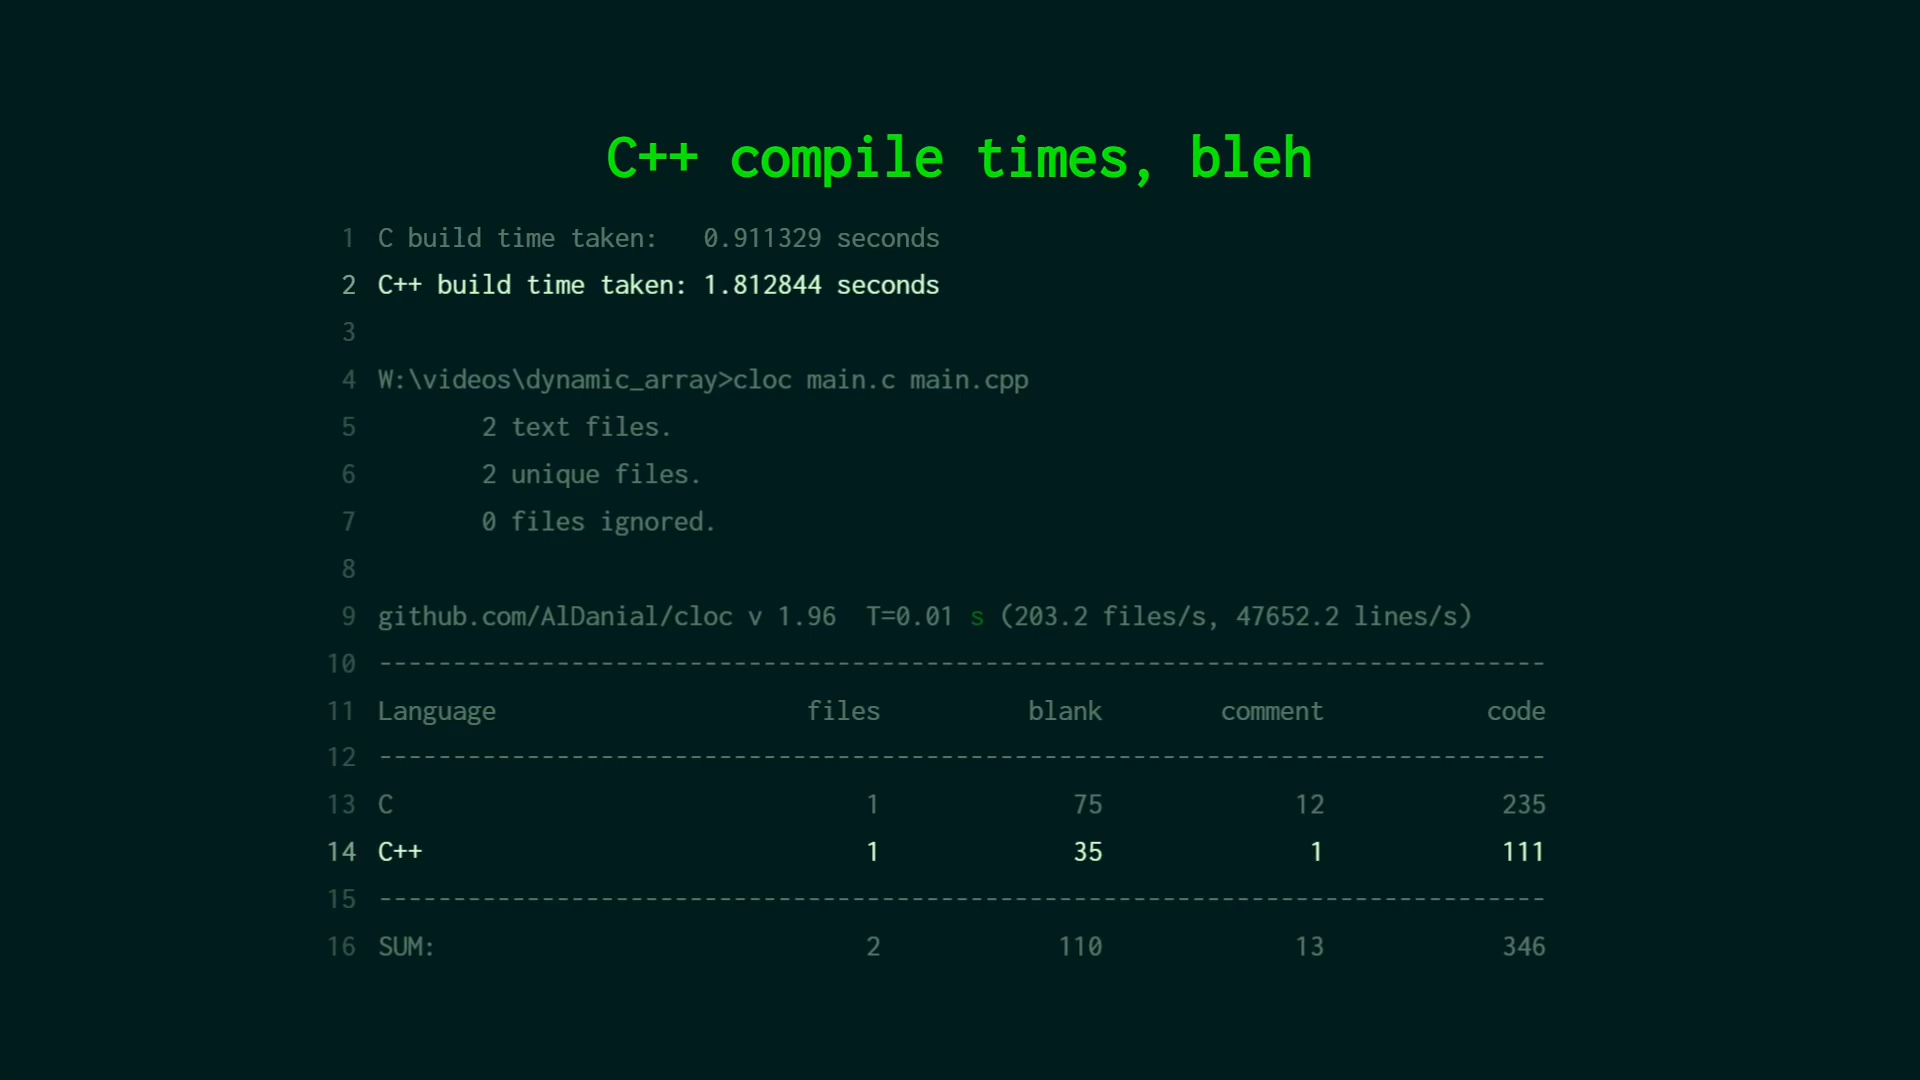 C++ compile times, bleh
1 C build time taken:   0.911329 seconds
2 C++ build time taken: 1.812844 seconds
3
4 W:\videos\dynamic_array>cloc main.c main.cpp
5        2 text files.
6        2 unique files.
7        0 files ignored.
8
9 github.com/AlDanial/cloc v 1.96  T=0.01 s (203.2 files/s, 47652.2 lines/s)
10 -------------------------------------------------------------------------------
11 Language                     files          blank        comment           code
12 -------------------------------------------------------------------------------
13 C                                1             75             12            235
14 C++                              1             35              1            111
15 -------------------------------------------------------------------------------
16 SUM:                             2            110             13            346